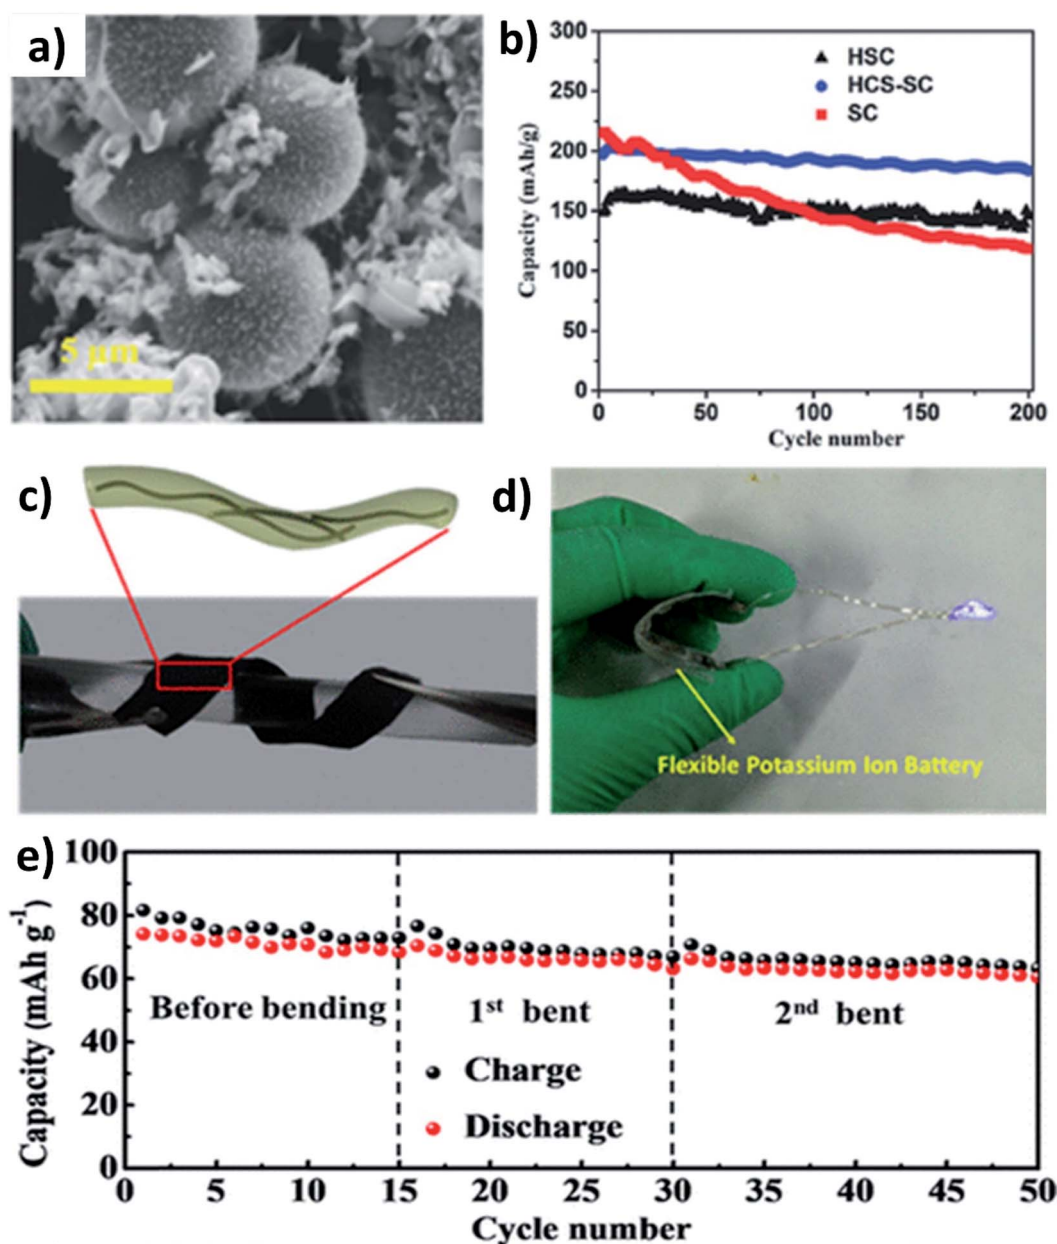 a)
5 μm
b)
300
250
200
150
100
50
0
Capacity (mAh/g)
HSC
HCS-SC
SC
0 50 100 150 200
Cycle number
c)
d)
Flexible Potassium Ion Battery
e)
100
80
60
40
20
0
Capacity (mAh g-1)
Before bending
1st bent
2nd bent
Charge
Discharge
0 5 10 15 20 25 30 35 40 45 50
Cycle number